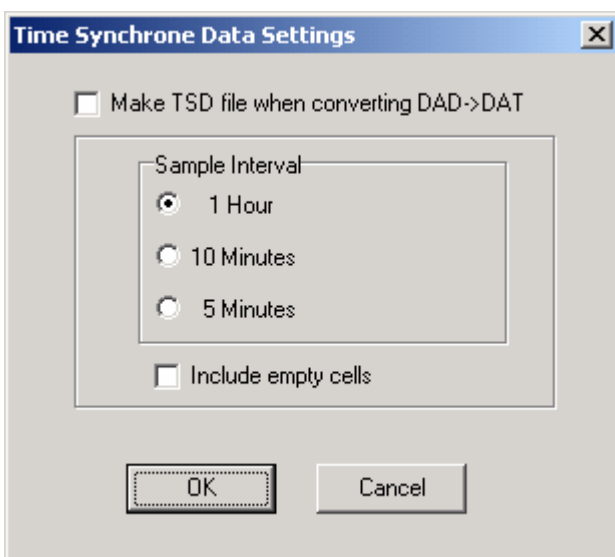 Time Synchrone Data Settings
Make TSD file when converting DAD->DAT
Sample Interval
1 Hour
10 Minutes
5 Minutes
Include empty cells
OK
Cancel